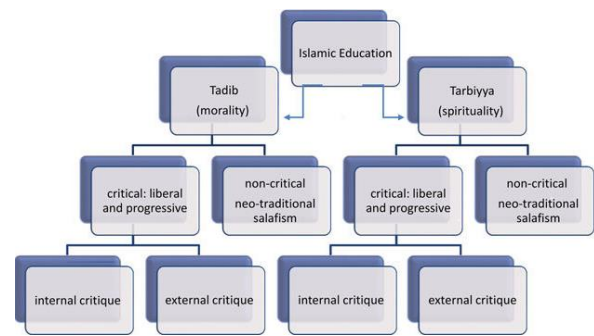 Islamic Education
Tadib
(morality)
Tarbiyya
(spirituality)
critical: liberal
and progressive
non-critical
neo-traditional
salafism
critical: liberal
and progressive
non-critical
neo-traditional
salafism
internal critique
external critique
internal critique
external critique